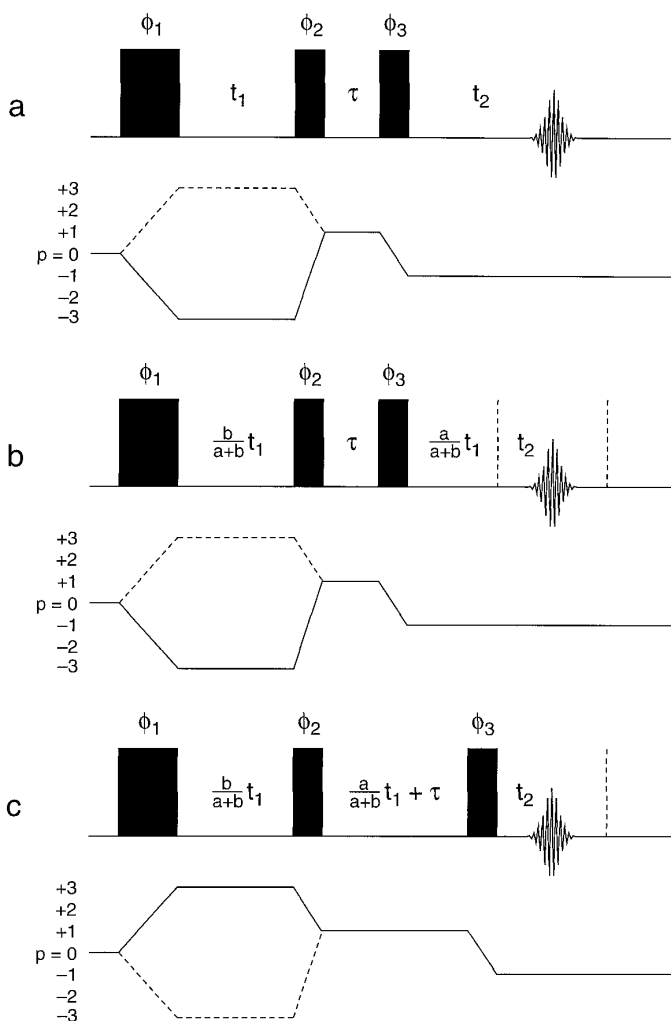 a
ϕ1 ϕ2 ϕ3
t1 τ t2
+3
+2
+1
p = 0
−1
−2
−3
b
ϕ1 ϕ2 ϕ3
b/a+b t1 τ a/a+b t1 t2
+3
+2
+1
p = 0
−1
−2
−3
c
ϕ1 ϕ2 ϕ3
b/a+b t1 a/a+b t1 + τ t2
+3
+2
+1
p = 0
−1
−2
−3